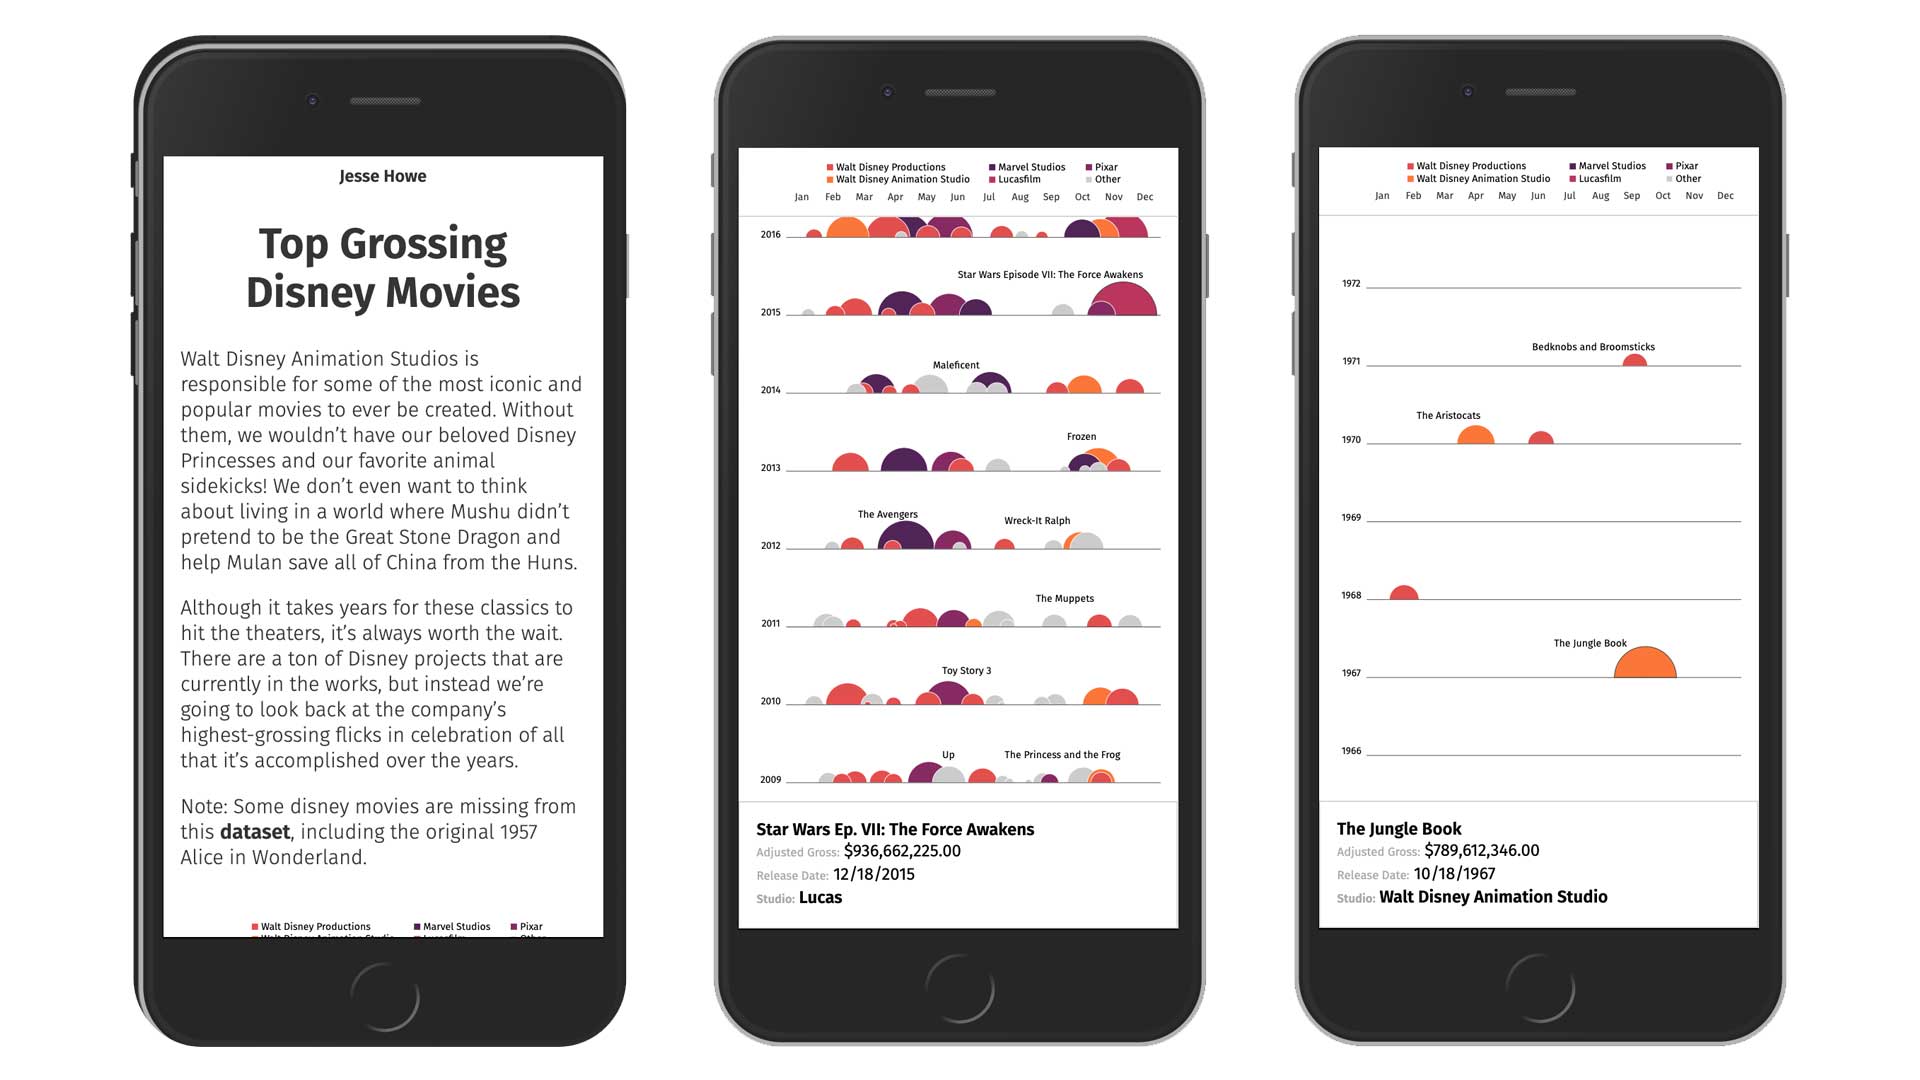 Jesse Howe
Top Grossing
Disney Movies
Walt Disney Animation Studios is
responsible for some of the most iconic and
popular movies to ever be created. Without
them, we wouldn't have our beloved Disney
Princesses and our favorite animal
sidekicks! We don't even want to think
about living in a world where Mushu didn't
pretend to be the Great Stone Dragon and
help Mulan save all of China from the Huns.
Although it takes years for these classics to
hit the theaters, it's always worth the wait.
There are a ton of Disney projects that are
currently in the works, but instead we're
going to look back at the company's
highest-grossing flicks in celebration of all
that it's accomplished over the years.
Note: Some disney movies are missing from
this dataset, including the original 1957
Alice in Wonderland.
Walt Disney Productions Marvel Studios Pixar
Walt Disney Productions Marvel Studios Pixar
Walt Disney Animation Studio Lucasfilm Other
Jan Feb Mar Apr May Jun Jul Aug Sep Oct Nov Dec
2016
Star Wars Episode VII: The Force Awakens
2015
Maleficent
2014
Frozen
2013
The Avengers Wreck-It Ralph
2012
The Muppets
2011
Toy Story 3
2010
Up The Princess and the Frog
2009
Star Wars Ep. VII: The Force Awakens
Adjusted Gross: $936,662,225.00
Release Date: 12/18/2015
Studio: Lucas
Walt Disney Productions Marvel Studios Pixar
Walt Disney Animation Studio Lucasfilm Other
Jan Feb Mar Apr May Jun Jul Aug Sep Oct Nov Dec
1972
Bedknobs and Broomsticks
1971
The Aristocats
1970
1969
1968
The Jungle Book
1967
1966
The Jungle Book
Adjusted Gross: $789,612,346.00
Release Date: 10/18/1967
Studio: Walt Disney Animation Studio